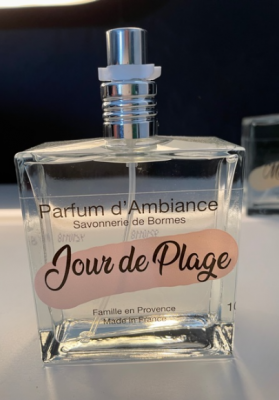 Parfum d'Ambiance
Savonnerie de Bormes
Jour de Plage
Famille en Provence
Made in France